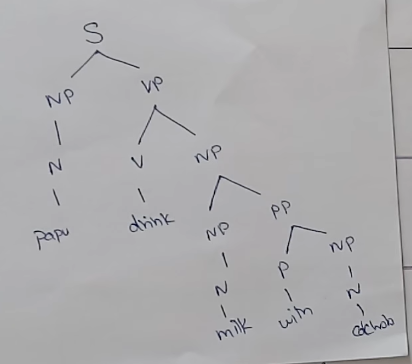 S
NP VP
N V NP
papu drink NP PP
N P NP
milk with N